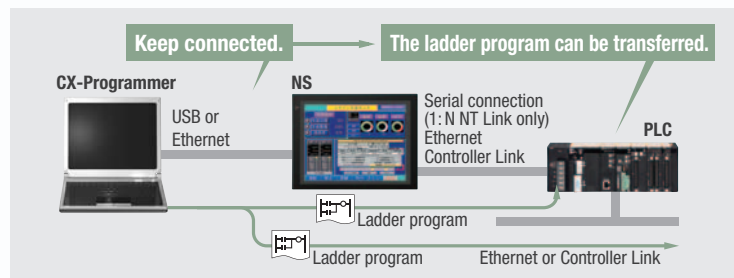 Keep connected.
The ladder program can be transferred.
CX-Programmer
NS
PLC
USB or
Ethernet
Serial connection
(1: N NT Link only)
Ethernet
Controller Link
Ladder program
Ladder program
Ethernet or Controller Link